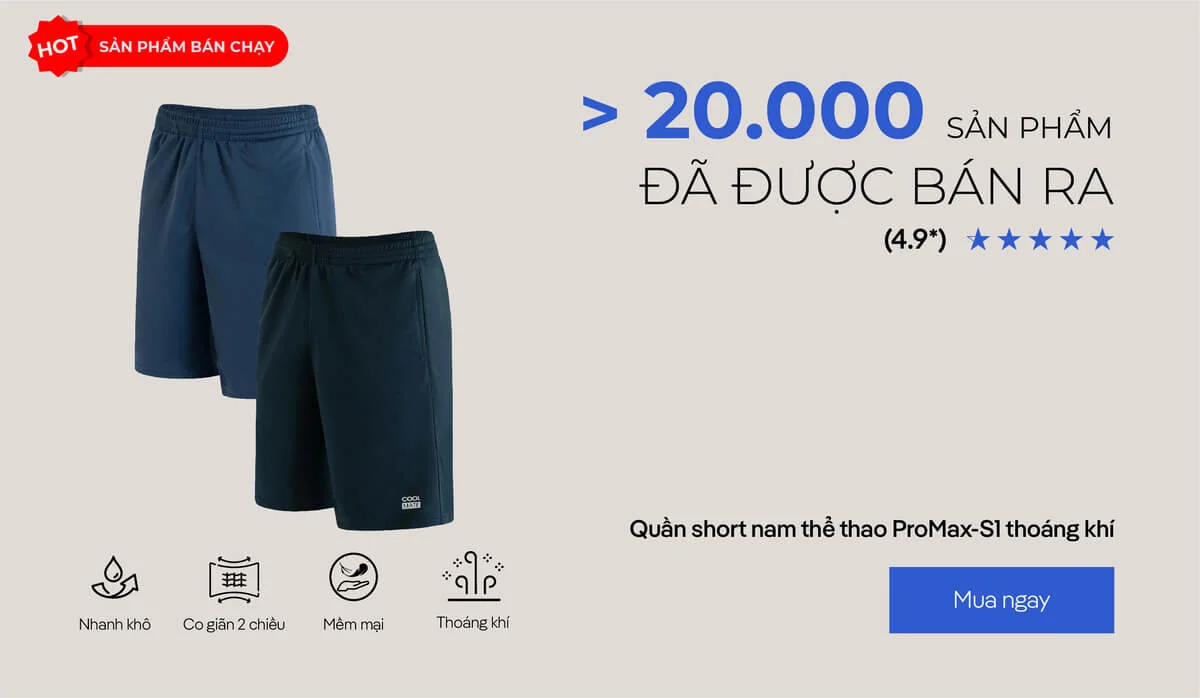 HOT SẢN PHẨM BÁN CHẠY
> 20.000 SẢN PHẨM
ĐÃ ĐƯỢC BÁN RA
(4.9*) ★★★★★
COOL
MATE
Quần short nam thể thao ProMax-S1 thoáng khí
Nhanh khô
Co giãn 2 chiều
Mềm mại
Thoáng khí
Mua ngay